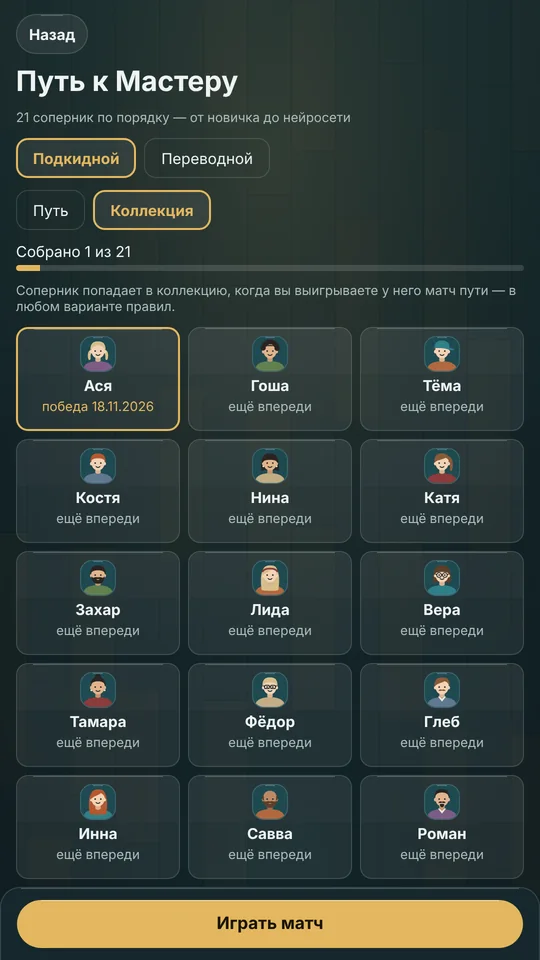 Назад
Путь к Мастеру
21 соперник по порядку — от новичка до нейросети
Подкидной Переводной
Путь Коллекция
Собрано 1 из 21
Соперник попадает в коллекцию, когда вы выигрываете у него матч пути — в
любом варианте правил.
Ася Гоша Тёма
победа 18.11.2026 ещё впереди ещё впереди
Костя Нина Катя
ещё впереди ещё впереди ещё впереди
Захар Лида Вера
ещё впереди ещё впереди ещё впереди
Тамара Фёдор Глеб
ещё впереди ещё впереди ещё впереди
Инна Савва Роман
ещё впереди ещё впереди ещё впереди
Играть матч